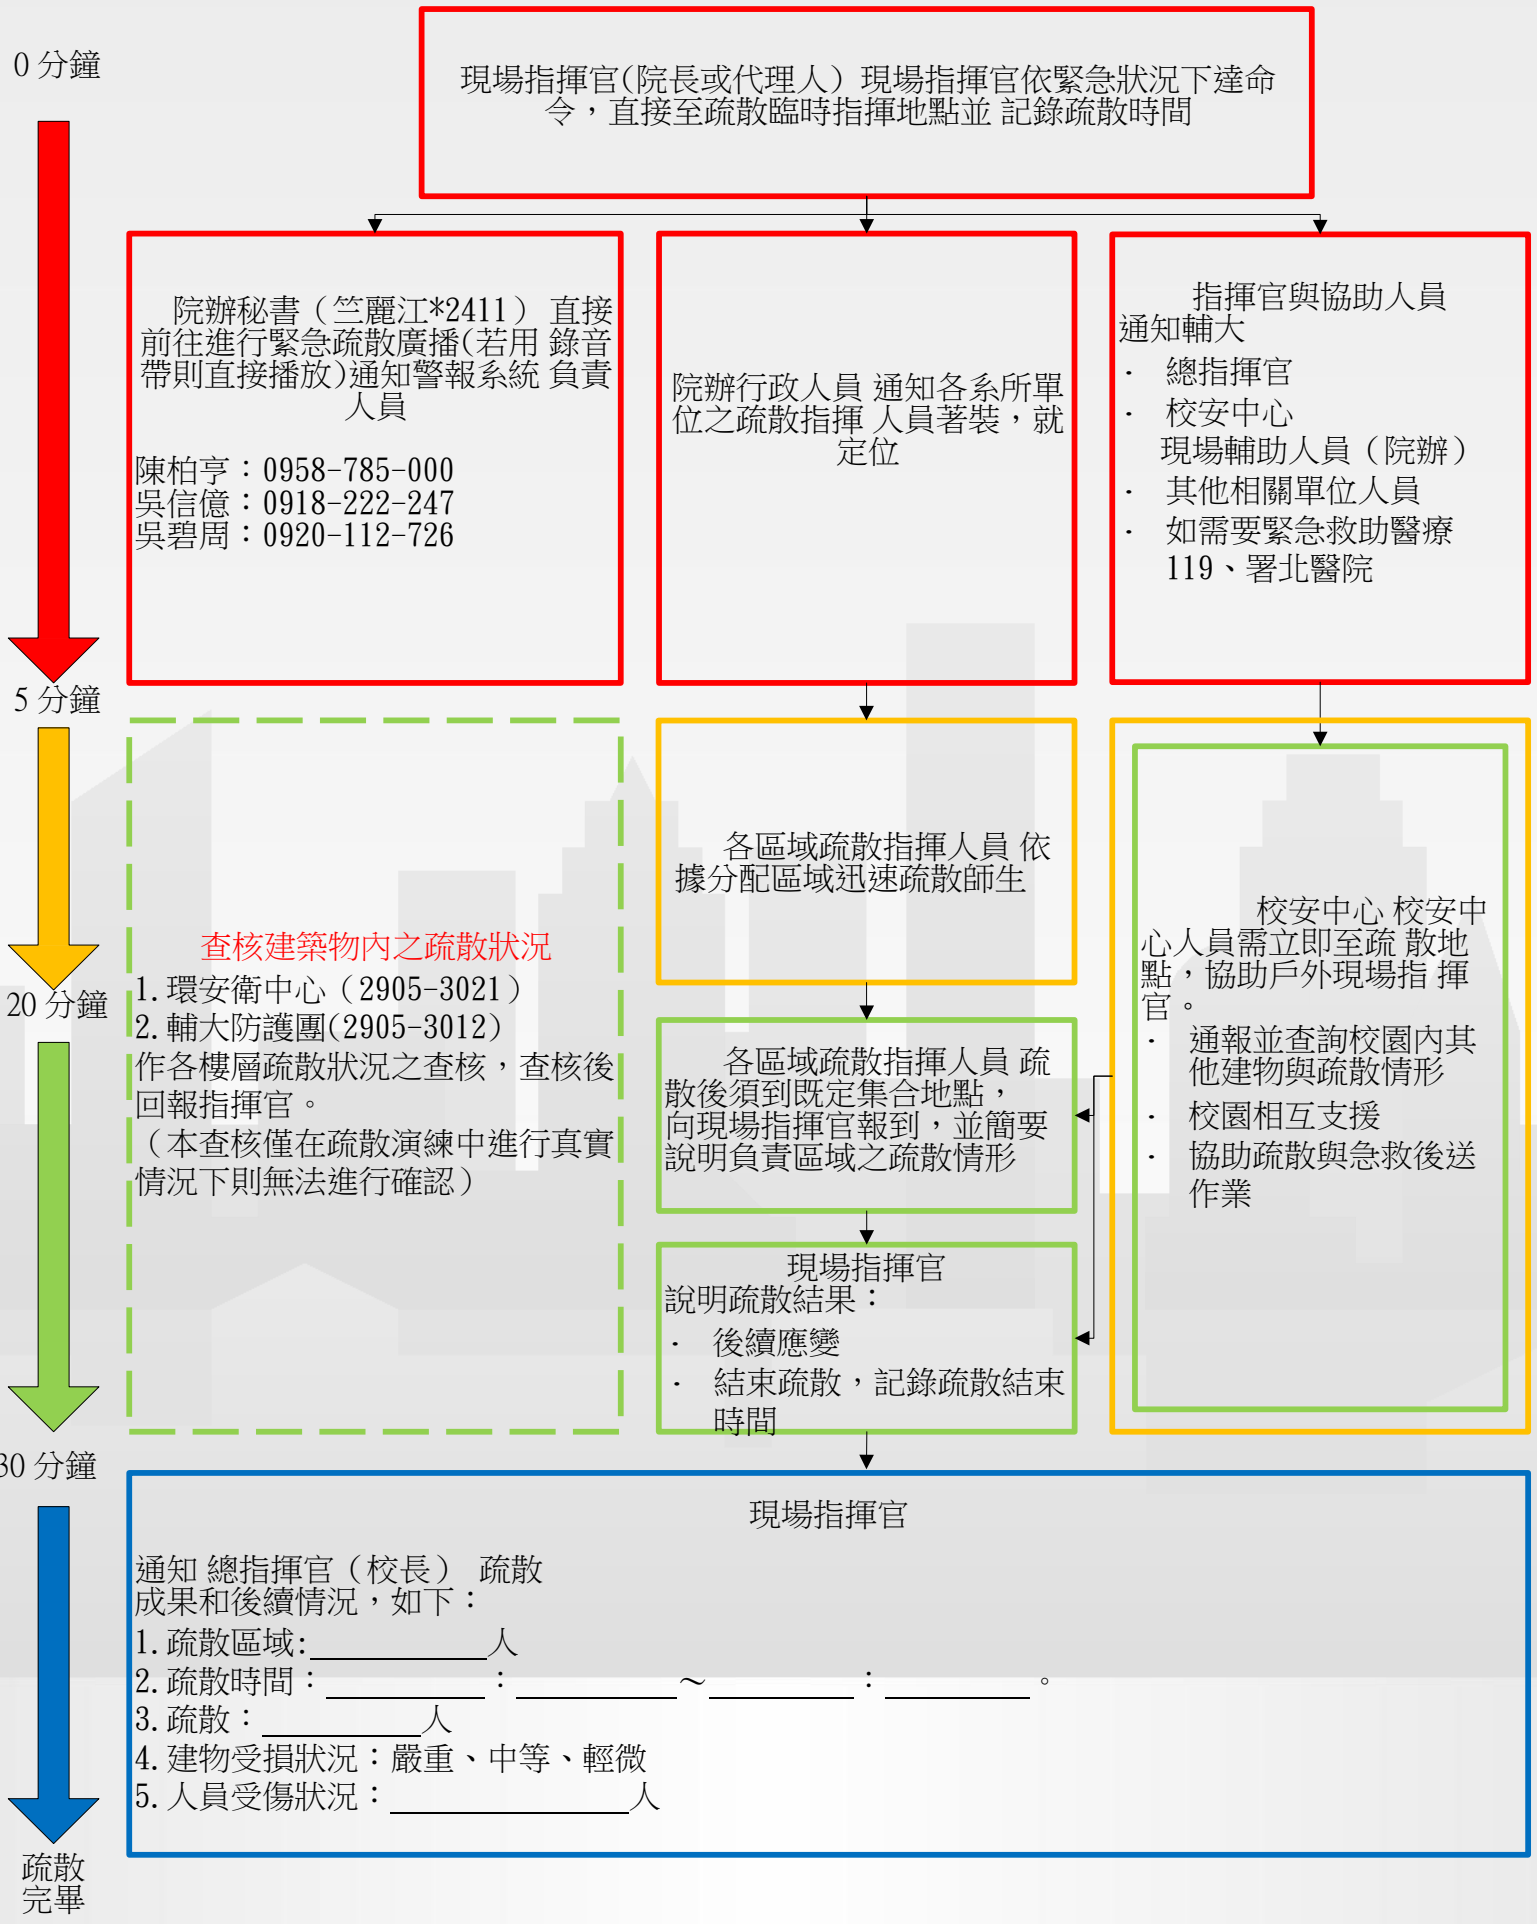 0 分鐘
現場指揮官(院長或代理人) 現場指揮官依緊急狀況下達命
令，直接至疏散臨時指揮地點並 記錄疏散時間
院辦秘書（竺麗江*2411） 直接
前往進行緊急疏散廣播(若用 錄音
帶則直接播放)通知警報系統 負責
人員
陳柏亨：0958-785-000
吳信億：0918-222-247
吳碧周：0920-112-726
院辦行政人員 通知各系所單
位之疏散指揮 人員著裝，就
定位
指揮官與協助人員
通知輔大
· 總指揮官
· 校安中心
現場輔助人員（院辦）
· 其他相關單位人員
· 如需要緊急救助醫療
119、署北醫院
5 分鐘
查核建築物內之疏散狀況
1.環安衛中心（2905-3021）
2.輔大防護團(2905-3012)
作各樓層疏散狀況之查核，查核後
回報指揮官。
（本查核僅在疏散演練中進行真實
情況下則無法進行確認）
各區域疏散指揮人員 依
據分配區域迅速疏散師生
校安中心 校安中
心人員需立即至疏 散地
點，協助戶外現場指 揮
官。
· 通報並查詢校園內其
他建物與疏散情形
· 校園相互支援
· 協助疏散與急救後送
作業
20 分鐘
各區域疏散指揮人員 疏
散後須到既定集合地點，
向現場指揮官報到，並簡要
說明負責區域之疏散情形
現場指揮官
說明疏散結果：
· 後續應變
· 結束疏散，記錄疏散結束
時間
30 分鐘
現場指揮官
通知 總指揮官（校長） 疏散
成果和後續情況，如下：
1.疏散區域:___________人
2.疏散時間：__________：__________～_________：_________。
3.疏散：__________人
4.建物受損狀況：嚴重、中等、輕微
5.人員受傷狀況：_______________人
疏散
完畢